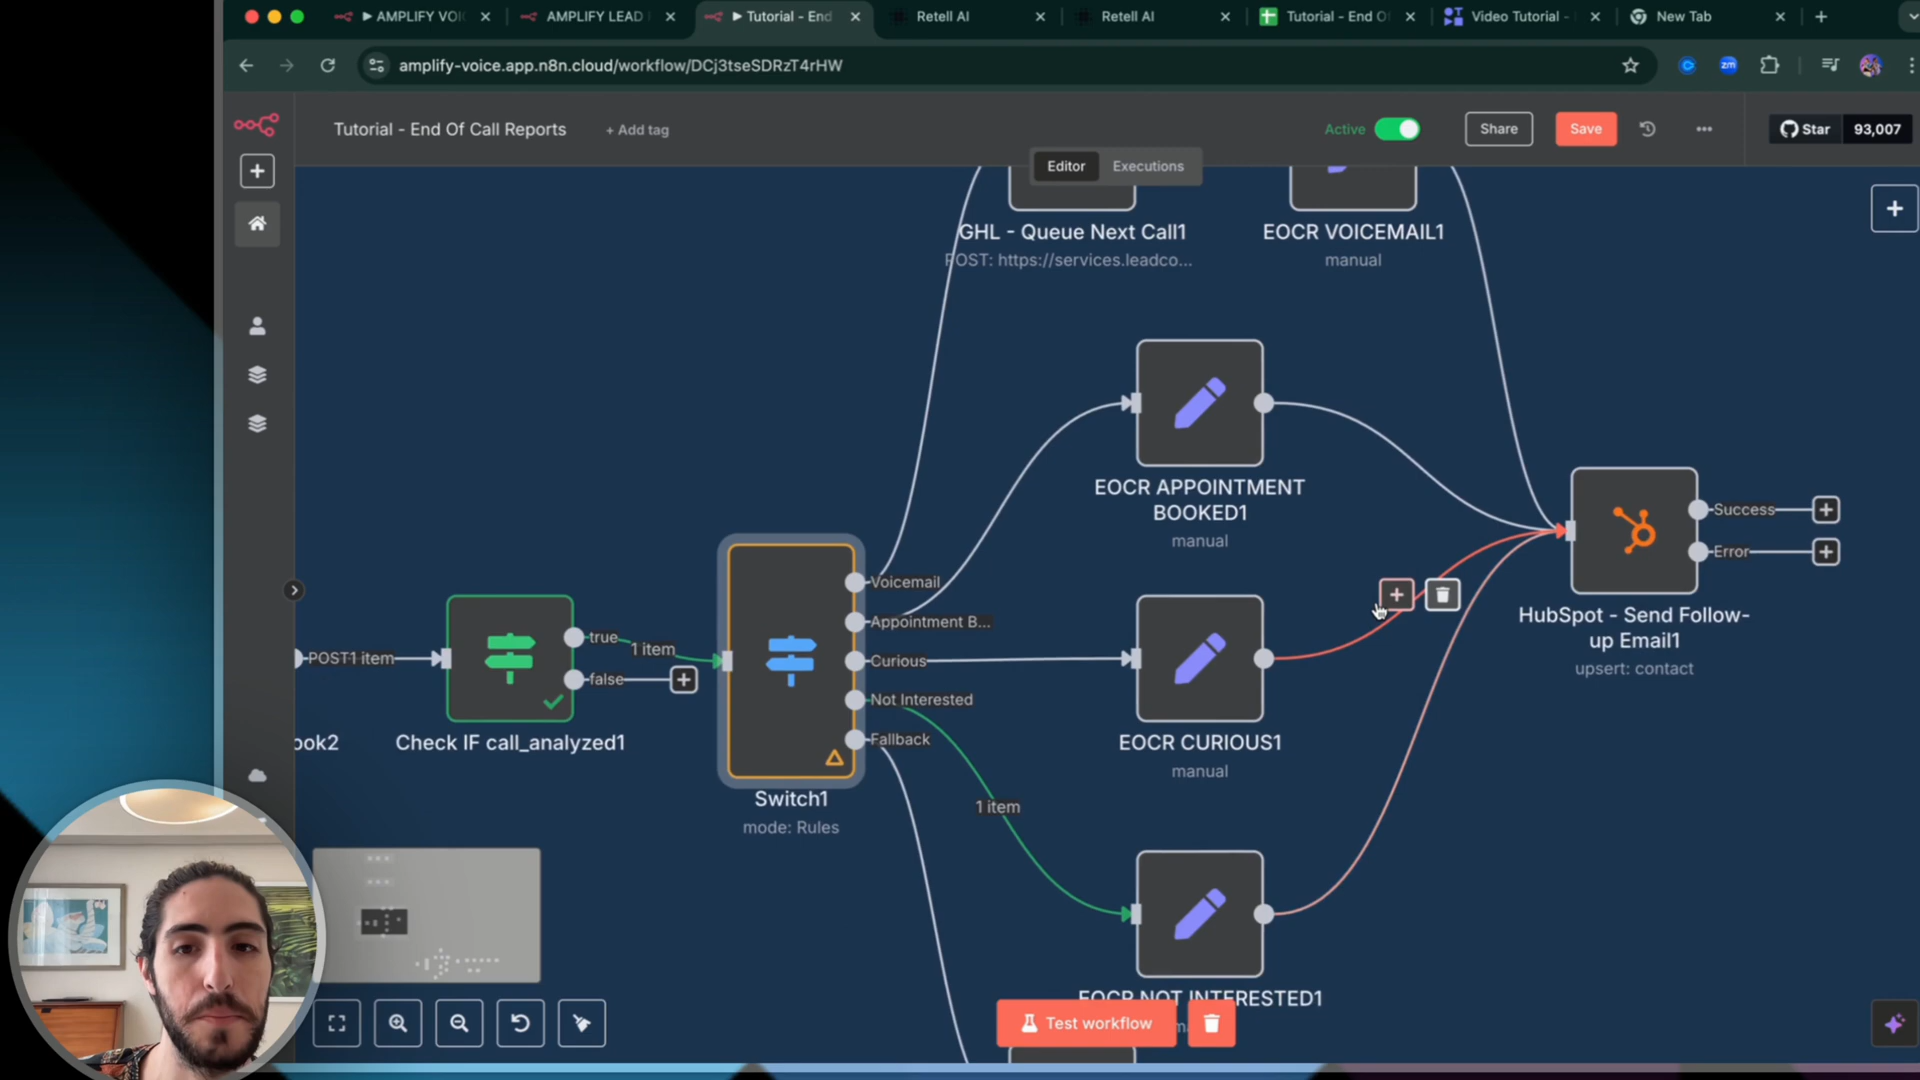 AMPLIFY VOI
AMPLIFY LEAD
Tutorial - End
Retell AI
Retell AI
Tutorial - End Of
Video Tutorial -
New Tab
amplify-voice.app.n8n.cloud/workflow/DCj3tseSDRzT4rHW
zm
Tutorial - End Of Call Reports
+ Add tag
Active
Share
Save
Star
93,007
Editor
Executions
GHL - Queue Next Call1
POST: https://services.leadco...
EOCR VOICEMAIL1
manual
EOCR APPOINTMENT
BOOKED1
manual
Success
Error
HubSpot - Send Follow-
up Email1
upsert: contact
Voicemail
Appointment B...
Curious
Not Interested
Fallback
POST1 item
true
1 item
false
ook2
Check IF call_analyzed1
Switch1
mode: Rules
EOCR CURIOUS1
manual
1 item
EOCR NOT INTERESTED1
Test workflow